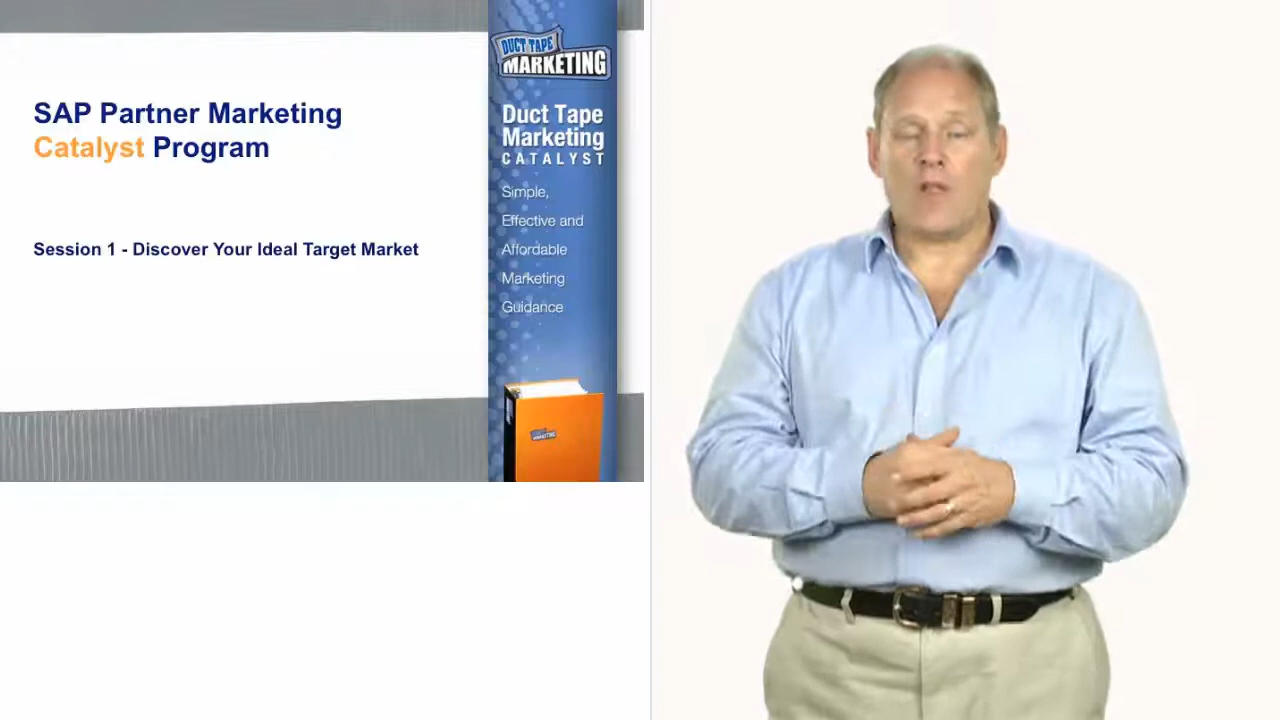 SAP Partner Marketing
Catalyst Program
Session 1 - Discover Your Ideal Target Market
DUCT TAPE
MARKETING
Duct Tape
Marketing
CATALYST
Simple,
Effective and
Affordable
Marketing
Guidance